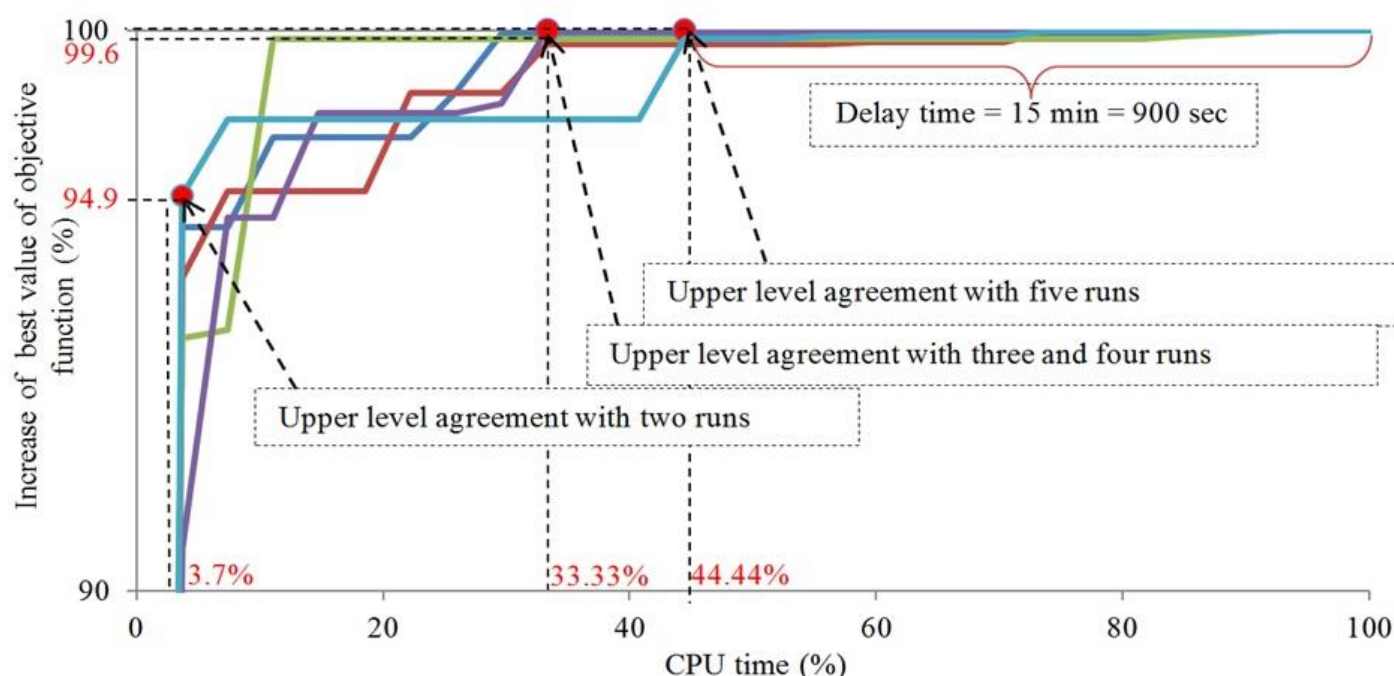 100
99.6
94.9
90
Increase of best value of objective
function (%)
Delay time = 15 min = 900 sec
Upper level agreement with five runs
Upper level agreement with three and four runs
Upper level agreement with two runs
3.7%
33.33%
44.44%
0
20
40
60
80
100
CPU time (%)